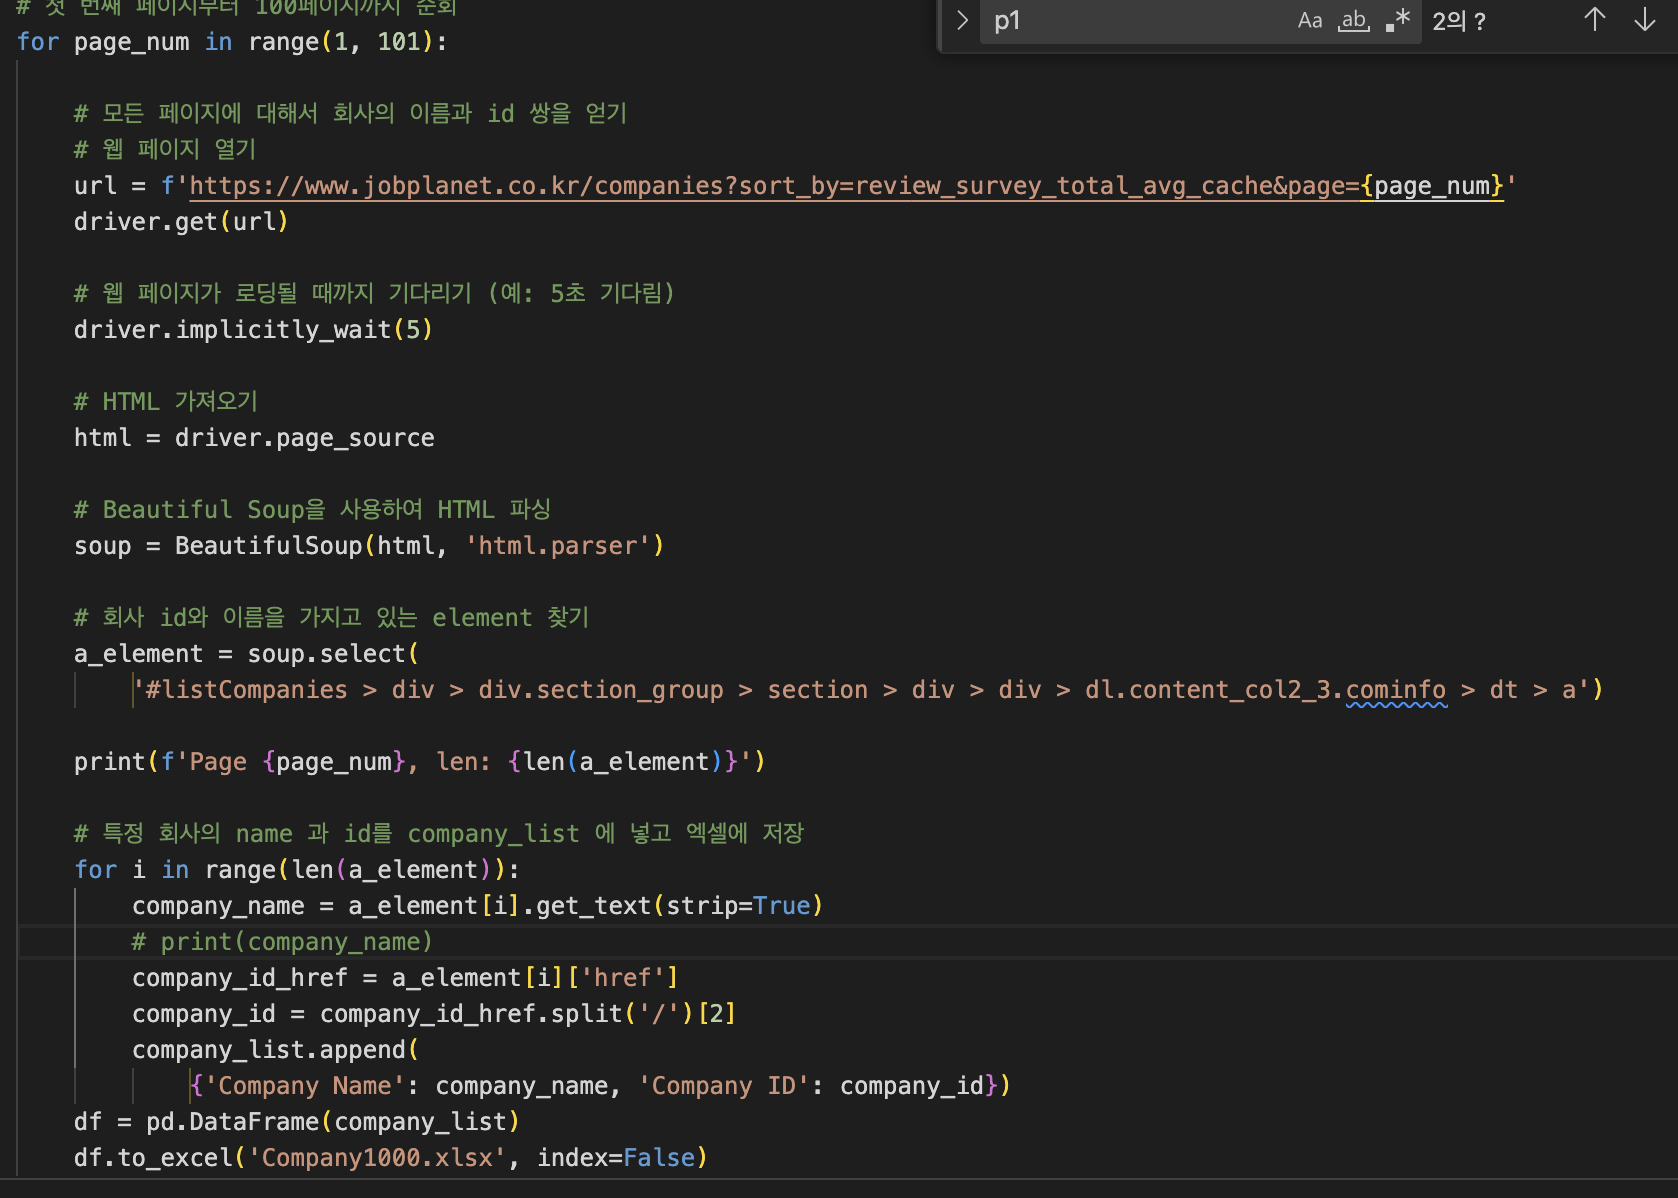 # 첫 번째 페이지부터 100페이지까지 순회
for page_num in range(1, 101):
p1
Aa ab .* 2의 ?
# 모든 페이지에 대해서 회사의 이름과 id 쌍을 얻기
# 웹 페이지 열기
url = f'https://www.jobplanet.co.kr/companies?sort_by=review_survey_total_avg_cache&page={page_num}'
driver.get(url)
# 웹 페이지가 로딩될 때까지 기다리기 (예: 5초 기다림)
driver.implicitly_wait(5)
# HTML 가져오기
html = driver.page_source
# Beautiful Soup을 사용하여 HTML 파싱
soup = BeautifulSoup(html, 'html.parser')
# 회사 id와 이름을 가지고 있는 element 찾기
a_element = soup.select(
'#listCompanies > div > div.section_group > section > div > div > dl.content_col2_3.cominfo > dt > a')
print(f'Page {page_num}, len: {len(a_element)}')
# 특정 회사의 name 과 id를 company_list 에 넣고 엑셀에 저장
for i in range(len(a_element)):
company_name = a_element[i].get_text(strip=True)
# print(company_name)
company_id_href = a_element[i]['href']
company_id = company_id_href.split('/')[2]
company_list.append(
{'Company Name': company_name, 'Company ID': company_id})
df = pd.DataFrame(company_list)
df.to_excel('Company1000.xlsx', index=False)